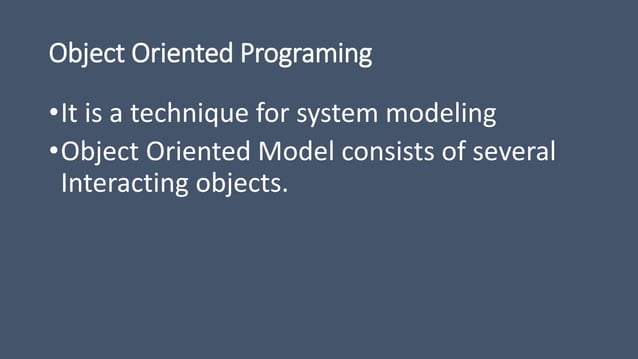 Object Oriented Programing
•It is a technique for system modeling
•Object Oriented Model consists of several
Interacting objects.